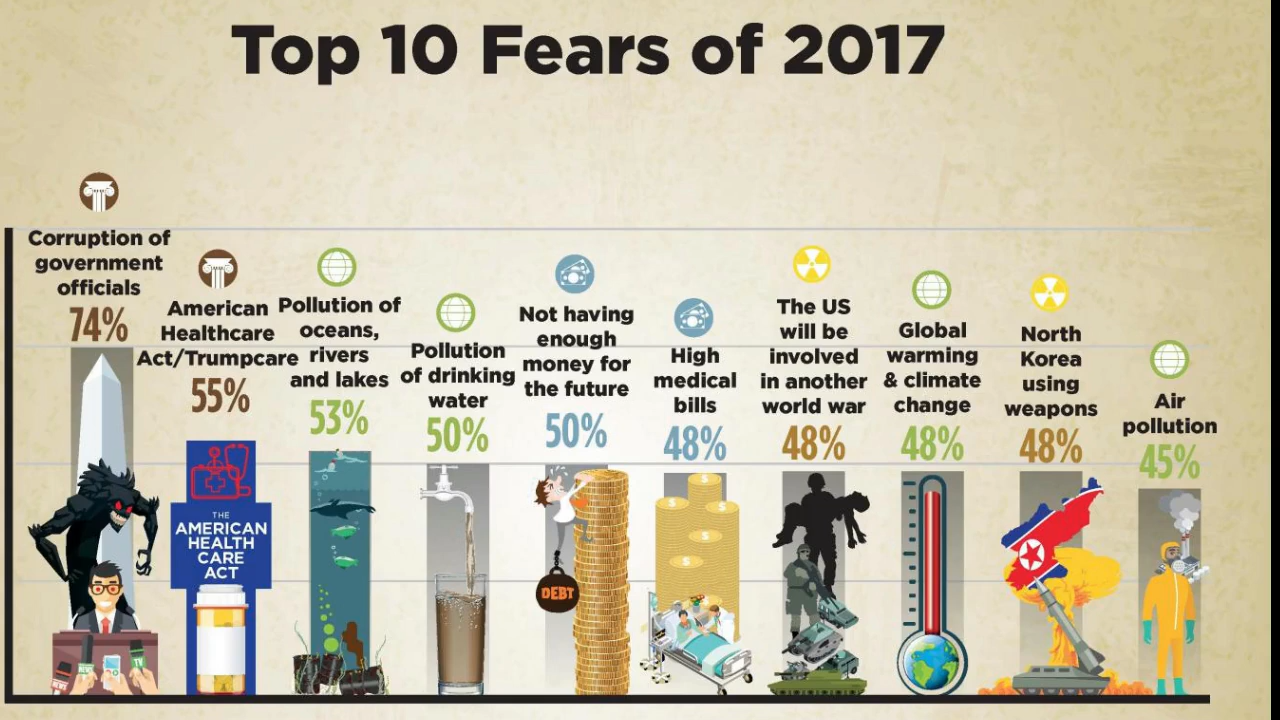 Top 10 Fears of 2017
Corruption of
government
officials
74%
American
Healthcare
Act/Trumpcare
55%
Pollution of
oceans,
rivers
and lakes
53%
Pollution
of drinking
water
50%
Not having
enough
money for
the future
50%
High
medical
bills
48%
The US
will be
involved
in another
world war
48%
Global
warming
& climate
change
48%
North
Korea
using
weapons
48%
Air
pollution
45%
THE
AMERICAN
HEALTH
CARE
ACT
DEBT
$
$
$
$
NEWS
NEWS
TV